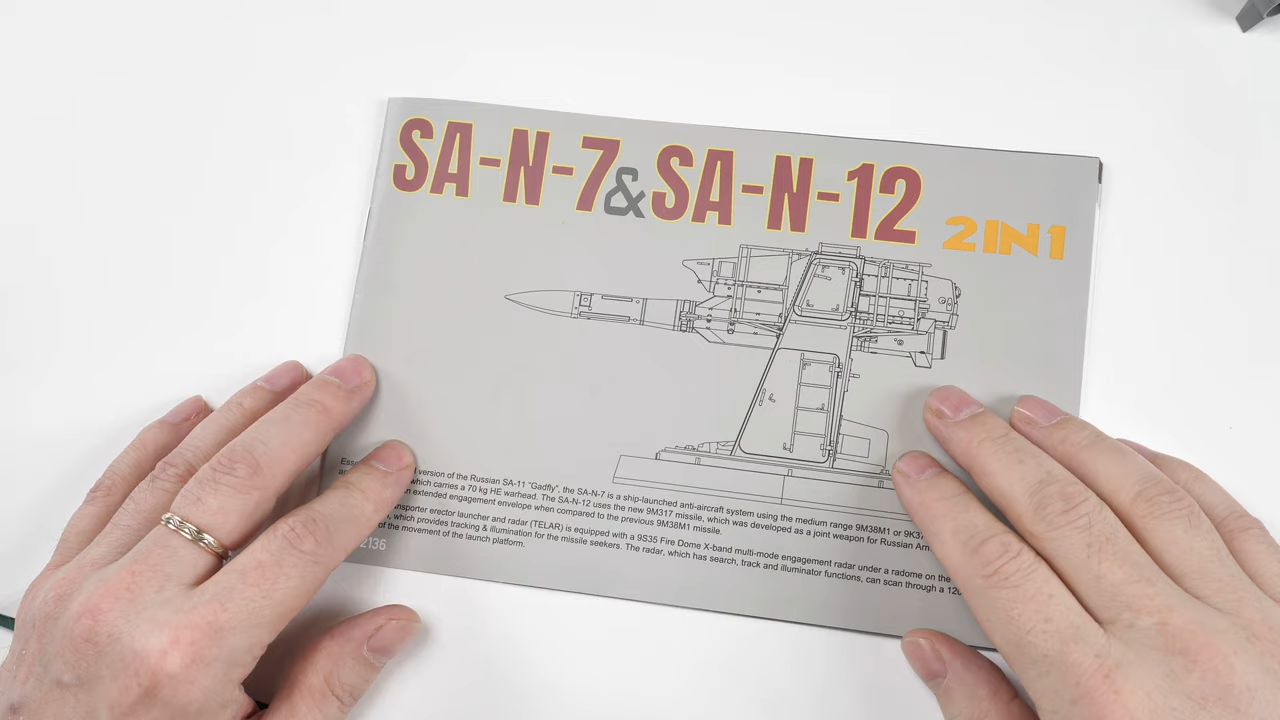 SA-N-7 & SA-N-12 2IN1
version of the Russian SA-11 "Gadfly", the SA-N-7 is a ship-launched anti-aircraft system using the medium range 9M38M1 or
which carries a 70 kg HE warhead. The SA-N-12 uses the new 9M317 missile, which was developed as a joint weapon for Russian
extended engagement envelope when compared to the previous 9M38M1 missile.
erector launcher and radar (TELAR) is equipped with a 9S35 Fire Dome X-band multi-mode engagement radar under a radome on the
which provides tracking & illumination for the missile seekers. The radar, which has search, track and illuminator functions, can scan through a
of the movement of the launch platform.
2136